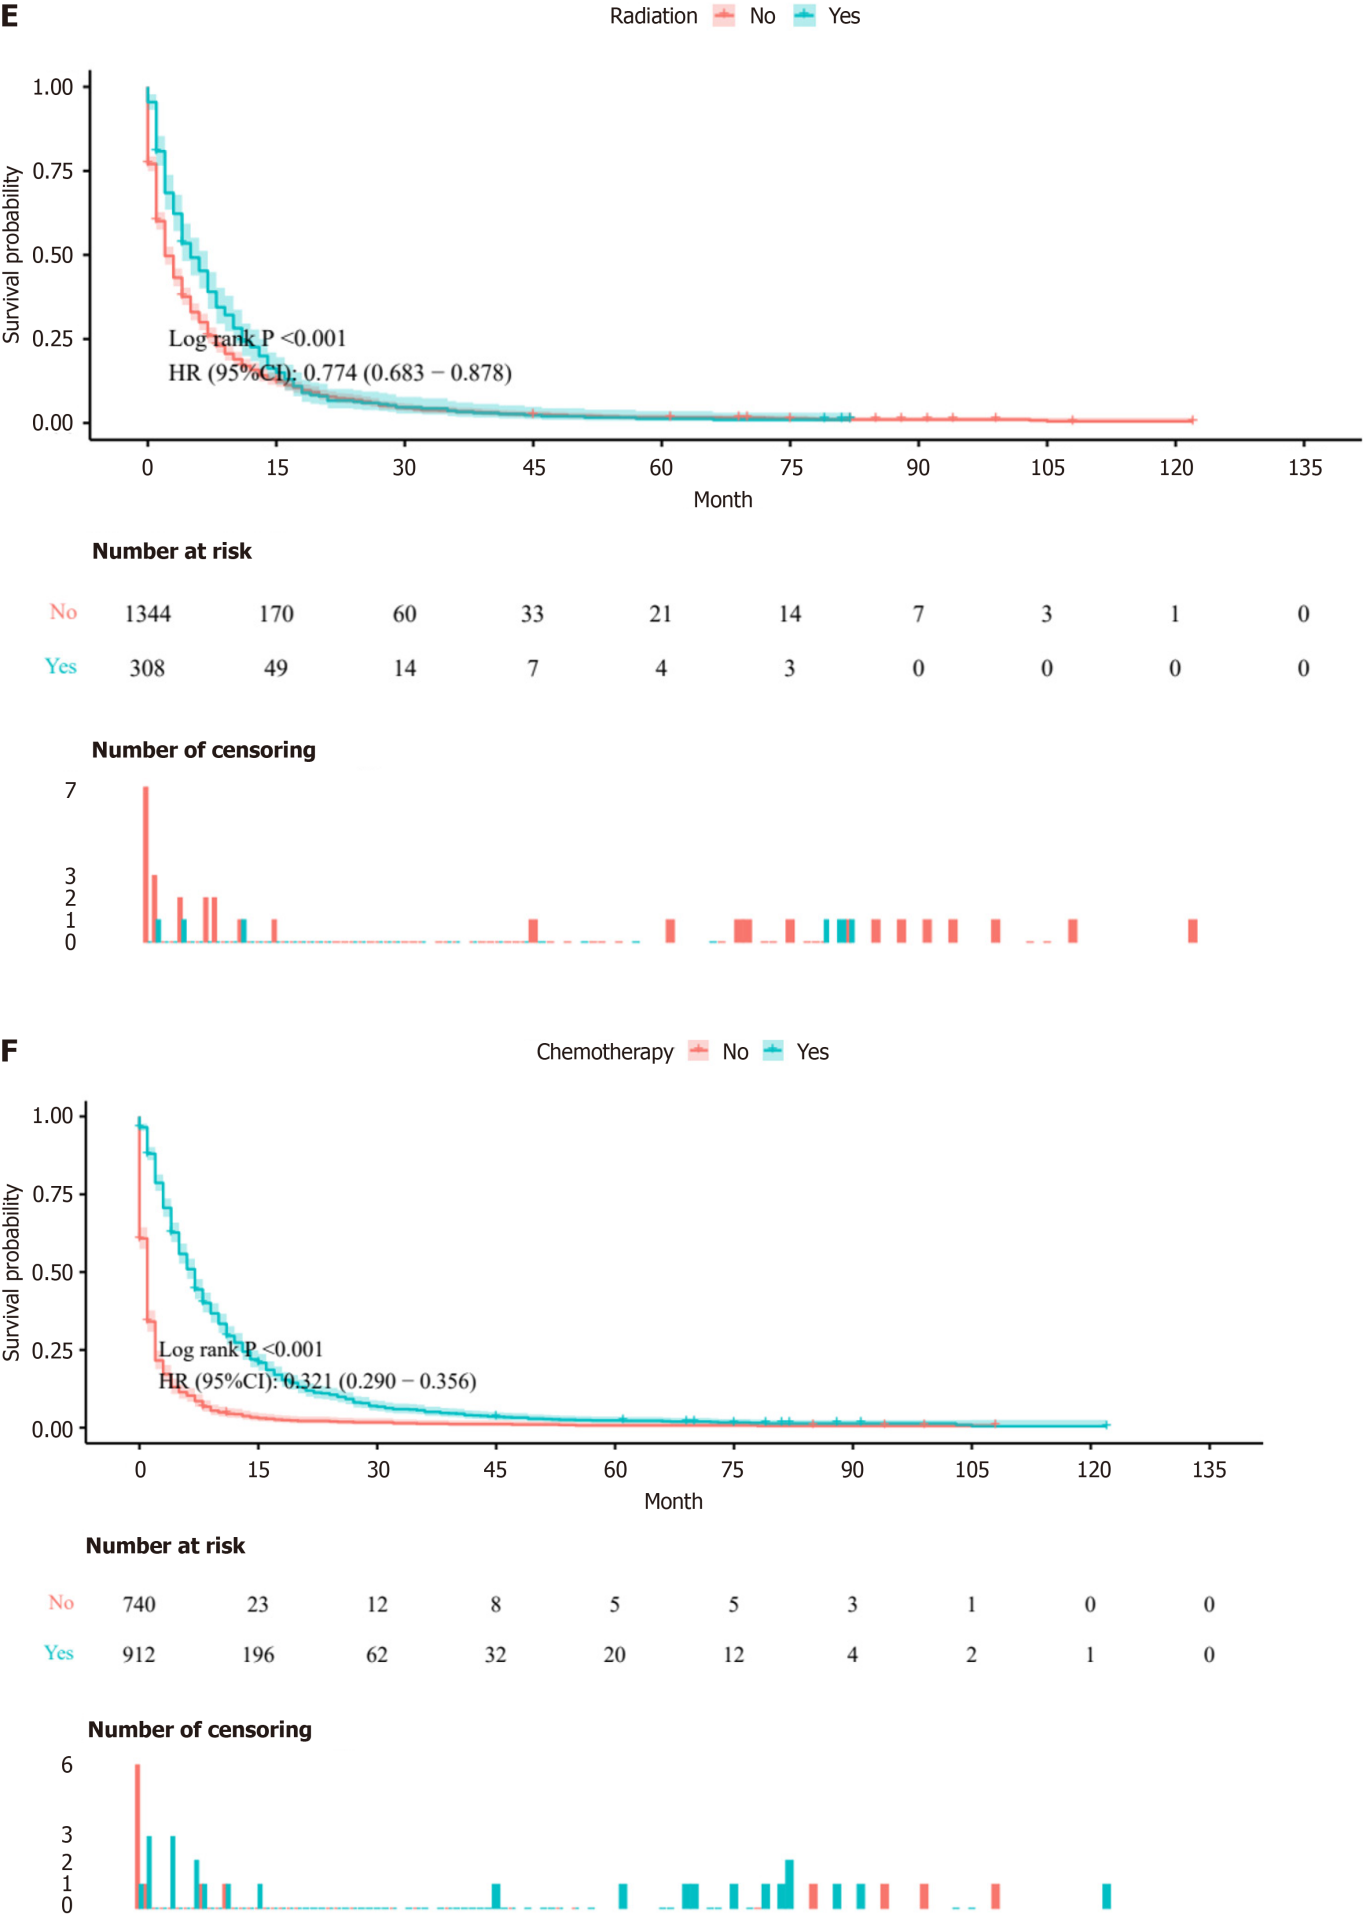 E
Radiation No Yes
Survival probability
1.00
0.75
0.50
0.25
0.00
Log rank P <0.001
HR (95%CI): 0.774 (0.683 − 0.878)
0 15 30 45 60 75 90 105 120 135
Month
Number at risk
No 1344 170 60 33 21 14 7 3 1 0
Yes 308 49 14 7 4 3 0 0 0 0
Number of censoring
7
3
2
1
0
F
Chemotherapy No Yes
Survival probability
1.00
0.75
0.50
0.25
0.00
Log rank P <0.001
HR (95%CI): 0.321 (0.290 − 0.356)
0 15 30 45 60 75 90 105 120 135
Month
Number at risk
No 740 23 12 8 5 5 3 1 0 0
Yes 912 196 62 32 20 12 4 2 1 0
Number of censoring
6
3
2
1
0